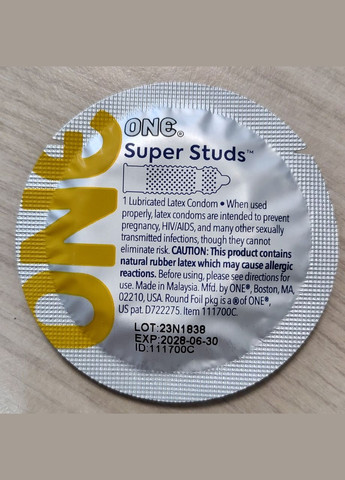 ONE
ONE®
Super Studs™
1 Lubricated Latex Condom • When used
properly, latex condoms are intended to prevent
pregnancy, HIV/AIDS, and many other sexually
transmitted infections, though they cannot
eliminate risk. CAUTION: This product contains
natural rubber latex which may cause allergic
reactions. Before using, please see directions for
use. Made in Malaysia. Mfd. by ONE®, Boston, MA,
02210, USA. Round Foil pkg is a ® of ONE®,
US pat. D722275. Item 111700C.
LOT:23N1838
EXP:2028-06-30
ID:111700C